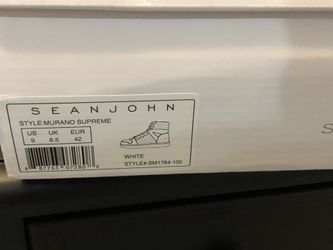 SEANJOHN
STYLE:MURANO SUPREME
US UK EUR
9 8.5 42
WHITE
STYLE#:SM1784-100